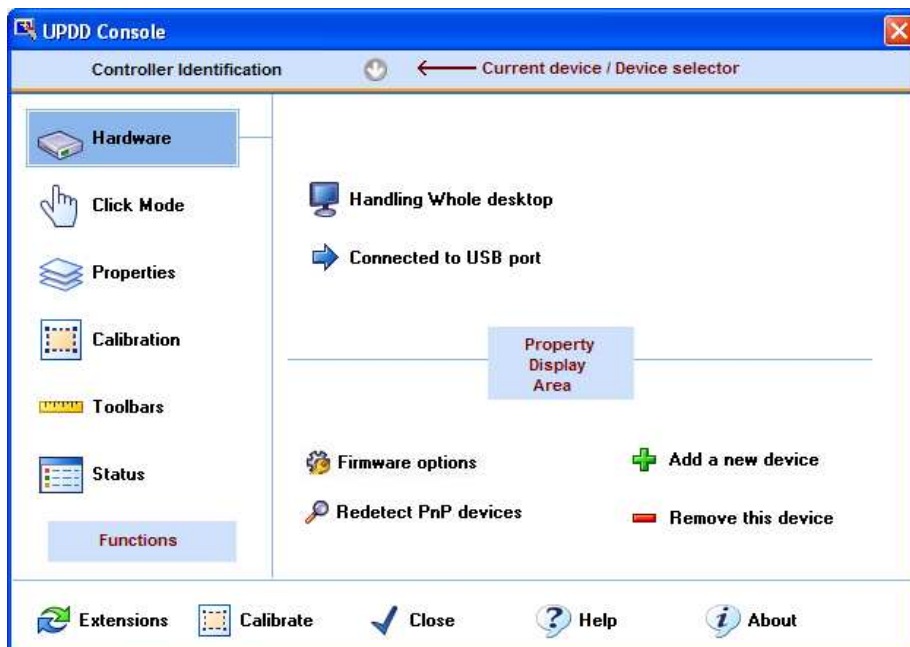 UPDD Console
Controller Identification
Current device / Device selector
Hardware
Click Mode
Properties
Calibration
Toolbars
Status
Functions
Handling Whole desktop
Connected to USB port
Property
Display
Area
Firmware options
Add a new device
Redetect PnP devices
Remove this device
Extensions
Calibrate
Close
Help
About